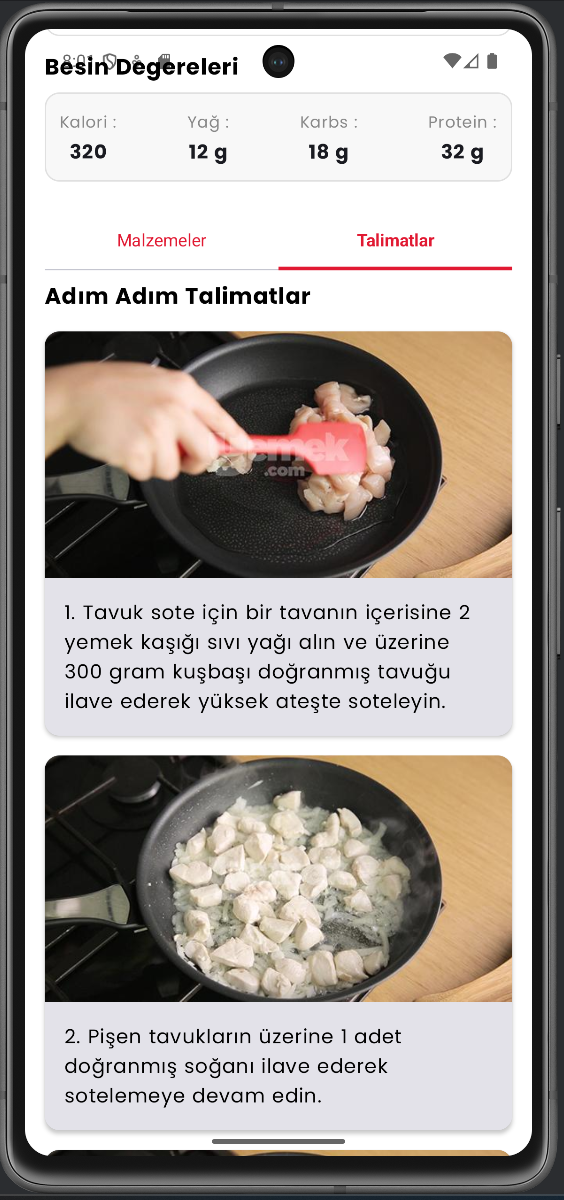 8:01
Besin Değereleri
Kalori : Yağ : Karbs : Protein :
320 12 g 18 g 32 g
Malzemeler Talimatlar
Adım Adım Talimatlar
yemek
.com
1. Tavuk sote için bir tavanın içerisine 2
yemek kaşığı sıvı yağı alın ve üzerine
300 gram kuşbaşı doğranmış tavuğu
ilave ederek yüksek ateşte soteleyin.
2. Pişen tavukların üzerine 1 adet
doğranmış soğanı ilave ederek
sotelemeye devam edin.